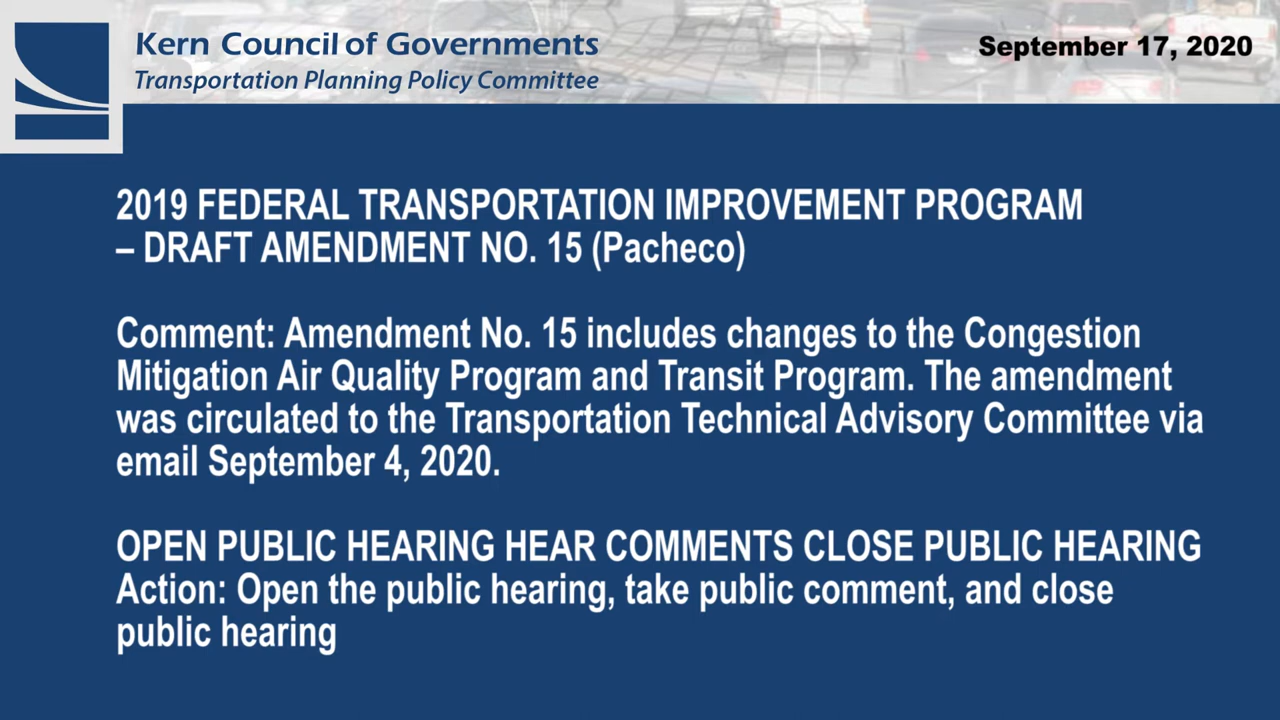 Kern Council of Governments
Transportation Planning Policy Committee
September 17, 2020
2019 FEDERAL TRANSPORTATION IMPROVEMENT PROGRAM
– DRAFT AMENDMENT NO. 15 (Pacheco)
Comment: Amendment No. 15 includes changes to the Congestion
Mitigation Air Quality Program and Transit Program. The amendment
was circulated to the Transportation Technical Advisory Committee via
email September 4, 2020.
OPEN PUBLIC HEARING HEAR COMMENTS CLOSE PUBLIC HEARING
Action: Open the public hearing, take public comment, and close
public hearing